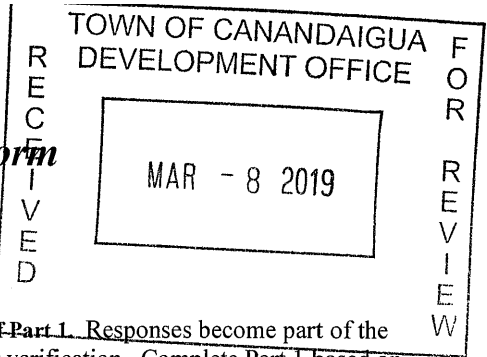 TOWN OF CANANDAIGUA
DEVELOPMENT OFFICE
RECEIVED
FOR REVIEW
MAR - 8 2019
orm
f Part 1. Responses become part of the
verification. Complete Part 1 based on